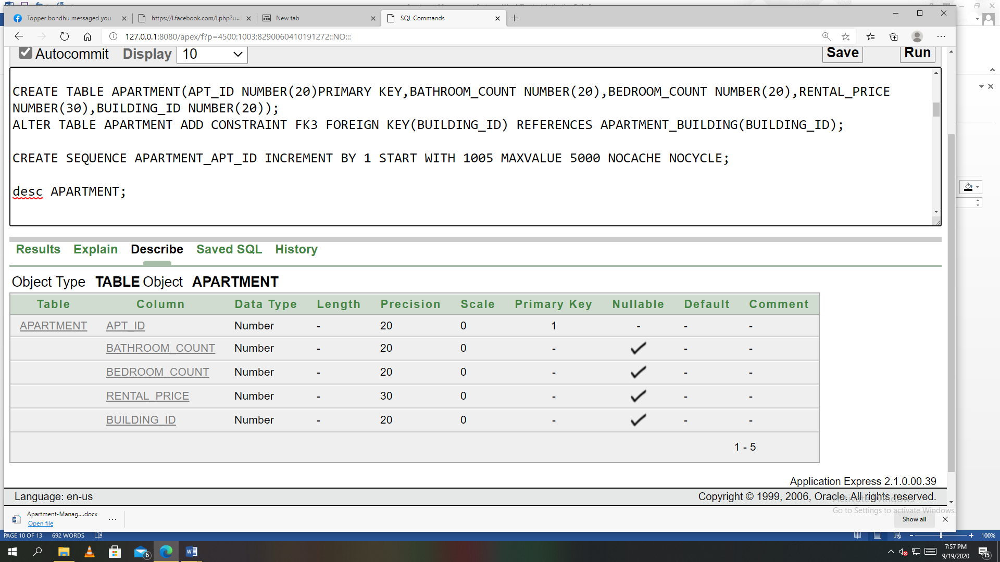 Topper bondhu messaged you
https://l.facebook.com/l.php?u=
New tab
SQL Commands
127.0.0.1:8080/apex/f?p=4500:1003:8290060410191272::NO:::
Autocommit Display 10 Save Run
CREATE TABLE APARTMENT(APT_ID NUMBER(20)PRIMARY KEY,BATHROOM_COUNT NUMBER(20),BEDROOM_COUNT NUMBER(20),RENTAL_PRICE
NUMBER(30),BUILDING_ID NUMBER(20));
ALTER TABLE APARTMENT ADD CONSTRAINT FK3 FOREIGN KEY(BUILDING_ID) REFERENCES APARTMENT_BUILDING(BUILDING_ID);
CREATE SEQUENCE APARTMENT_APT_ID INCREMENT BY 1 START WITH 1005 MAXVALUE 5000 NOCACHE NOCYCLE;
desc APARTMENT;
Results Explain Describe Saved SQL History
Object Type TABLE Object APARTMENT
Table Column Data Type Length Precision Scale Primary Key Nullable Default Comment
APARTMENT APT_ID Number - 20 0 1 - - -
BATHROOM_COUNT Number - 20 0 - ✓ - -
BEDROOM_COUNT Number - 20 0 - ✓ - -
RENTAL_PRICE Number - 30 0 - ✓ - -
BUILDING_ID Number - 20 0 - ✓ - -
1 - 5
Application Express 2.1.0.00.39
Language: en-us Copyright © 1999, 2006, Oracle. All rights reserved.
Activate Windows
Go to Settings to activate Windows.
Apartment-Manag....docx
Open file
Show all
PAGE 10 OF 13 692 WORDS 100%
6
7:57 PM
9/19/2020
15